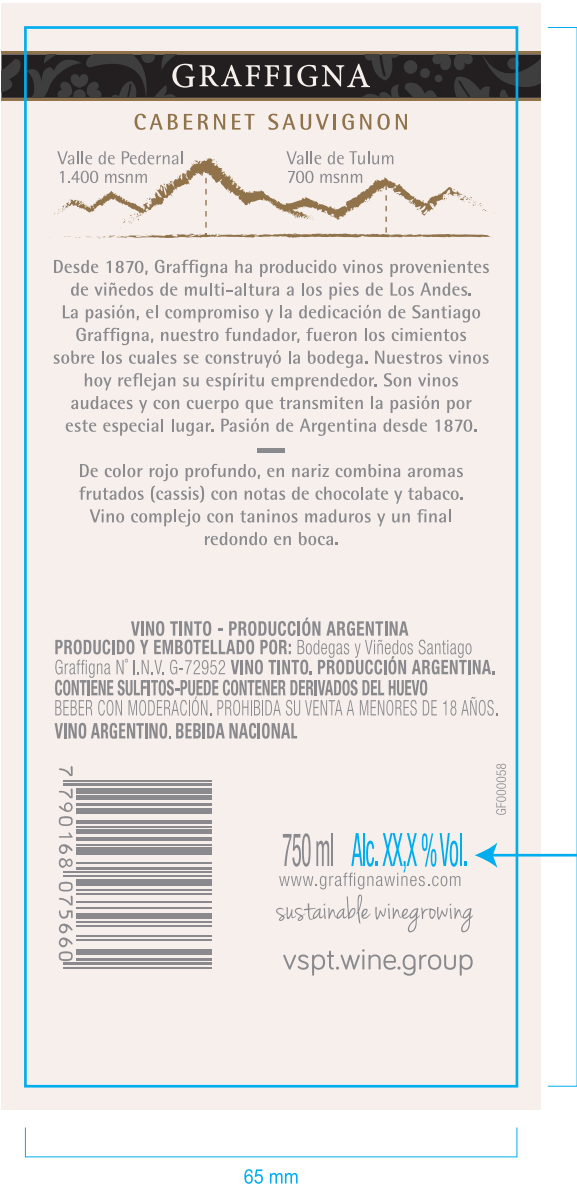 GRAFFIGNA
CABERNET SAUVIGNON
Valle de Pedernal
1.400 msnm
Valle de Tulum
700 msnm
Desde 1870, Graffigna ha producido vinos provenientes
de viñedos de multi-altura a los pies de Los Andes.
La pasión, el compromiso y la dedicación de Santiago
Graffigna, nuestro fundador, fueron los cimientos
sobre los cuales se construyó la bodega. Nuestros vinos
hoy reflejan su espíritu emprendedor. Son vinos
audaces y con cuerpo que transmiten la pasión por
este especial lugar. Pasión de Argentina desde 1870.
De color rojo profundo, en nariz combina aromas
frutados (cassis) con notas de chocolate y tabaco.
Vino complejo con taninos maduros y un final
redondo en boca.
VINO TINTO - PRODUCCIÓN ARGENTINA
PRODUCIDO Y EMBOTELLADO POR: Bodegas y Viñedos Santiago
Graffigna N° I.N.V. G-72952 VINO TINTO. PRODUCCIÓN ARGENTINA.
CONTIENE SULFITOS-PUEDE CONTENER DERIVADOS DEL HUEVO
BEBER CON MODERACIÓN. PROHIBIDA SU VENTA A MENORES DE 18 AÑOS.
VINO ARGENTINO. BEBIDA NACIONAL
7 790168 075660
GF000058
750 ml Alc. XX,X % Vol.
www.graffignawines.com
sustainable winegrowing
vspt.wine.group
65 mm